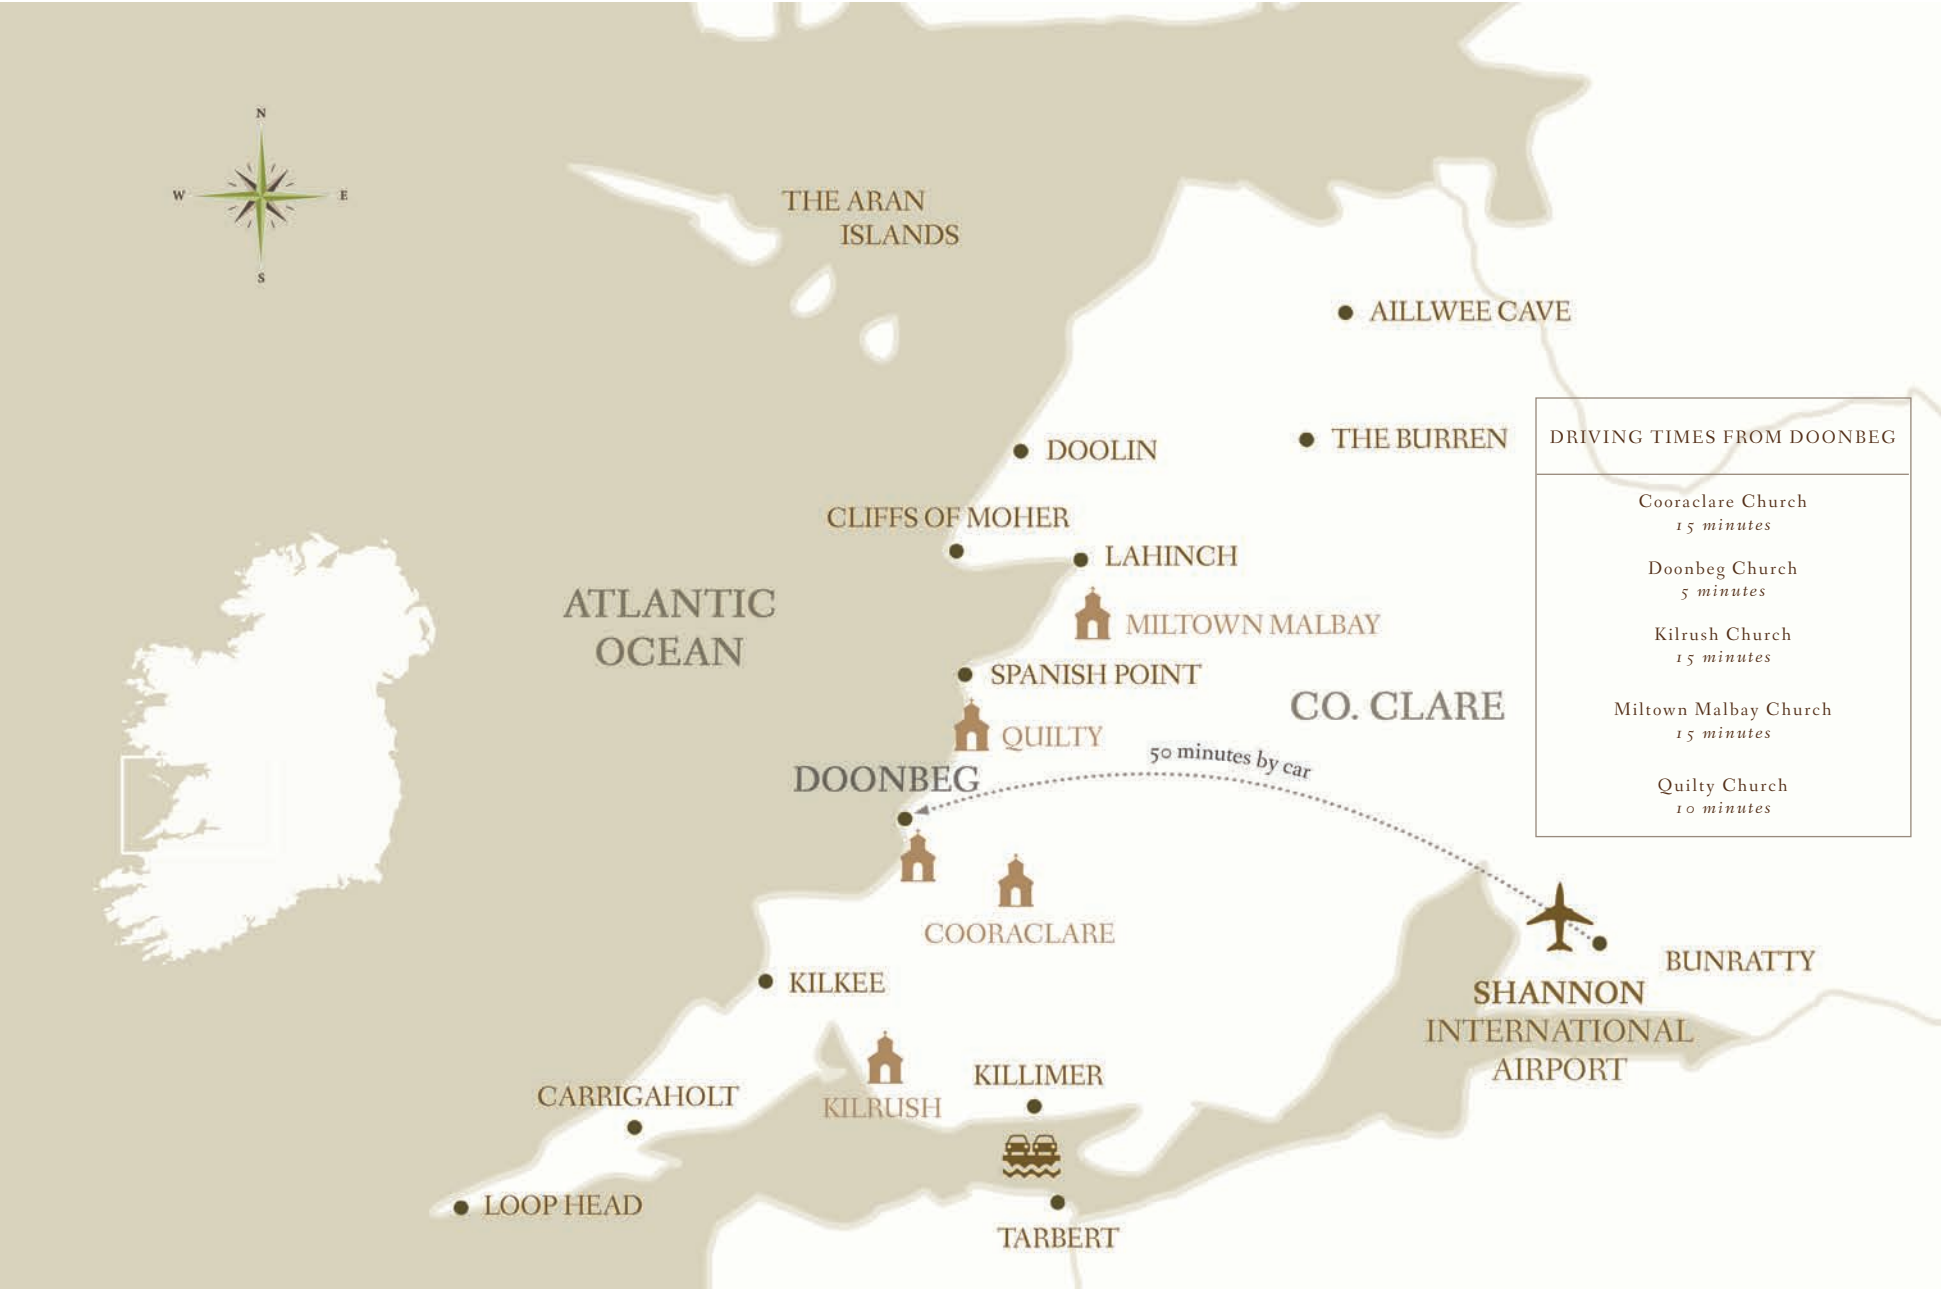 N
W
E
S
THE ARAN
ISLANDS
AILLWEE CAVE
DOOLIN
THE BURREN
CLIFFS OF MOHER
LAHINCH
ATLANTIC
OCEAN
MILTOWN MALBAY
SPANISH POINT
CO. CLARE
QUILTY
50 minutes by car
DOONBEG
COORACLARE
KILKEE
BUNRATTY
SHANNON
INTERNATIONAL
AIRPORT
KILLIMER
CARRIGAHOLT
KILRUSH
LOOP HEAD
TARBERT
DRIVING TIMES FROM DOONBEG
Cooraclare Church
15 minutes
Doonbeg Church
5 minutes
Kilrush Church
15 minutes
Miltown Malbay Church
15 minutes
Quilty Church
10 minutes